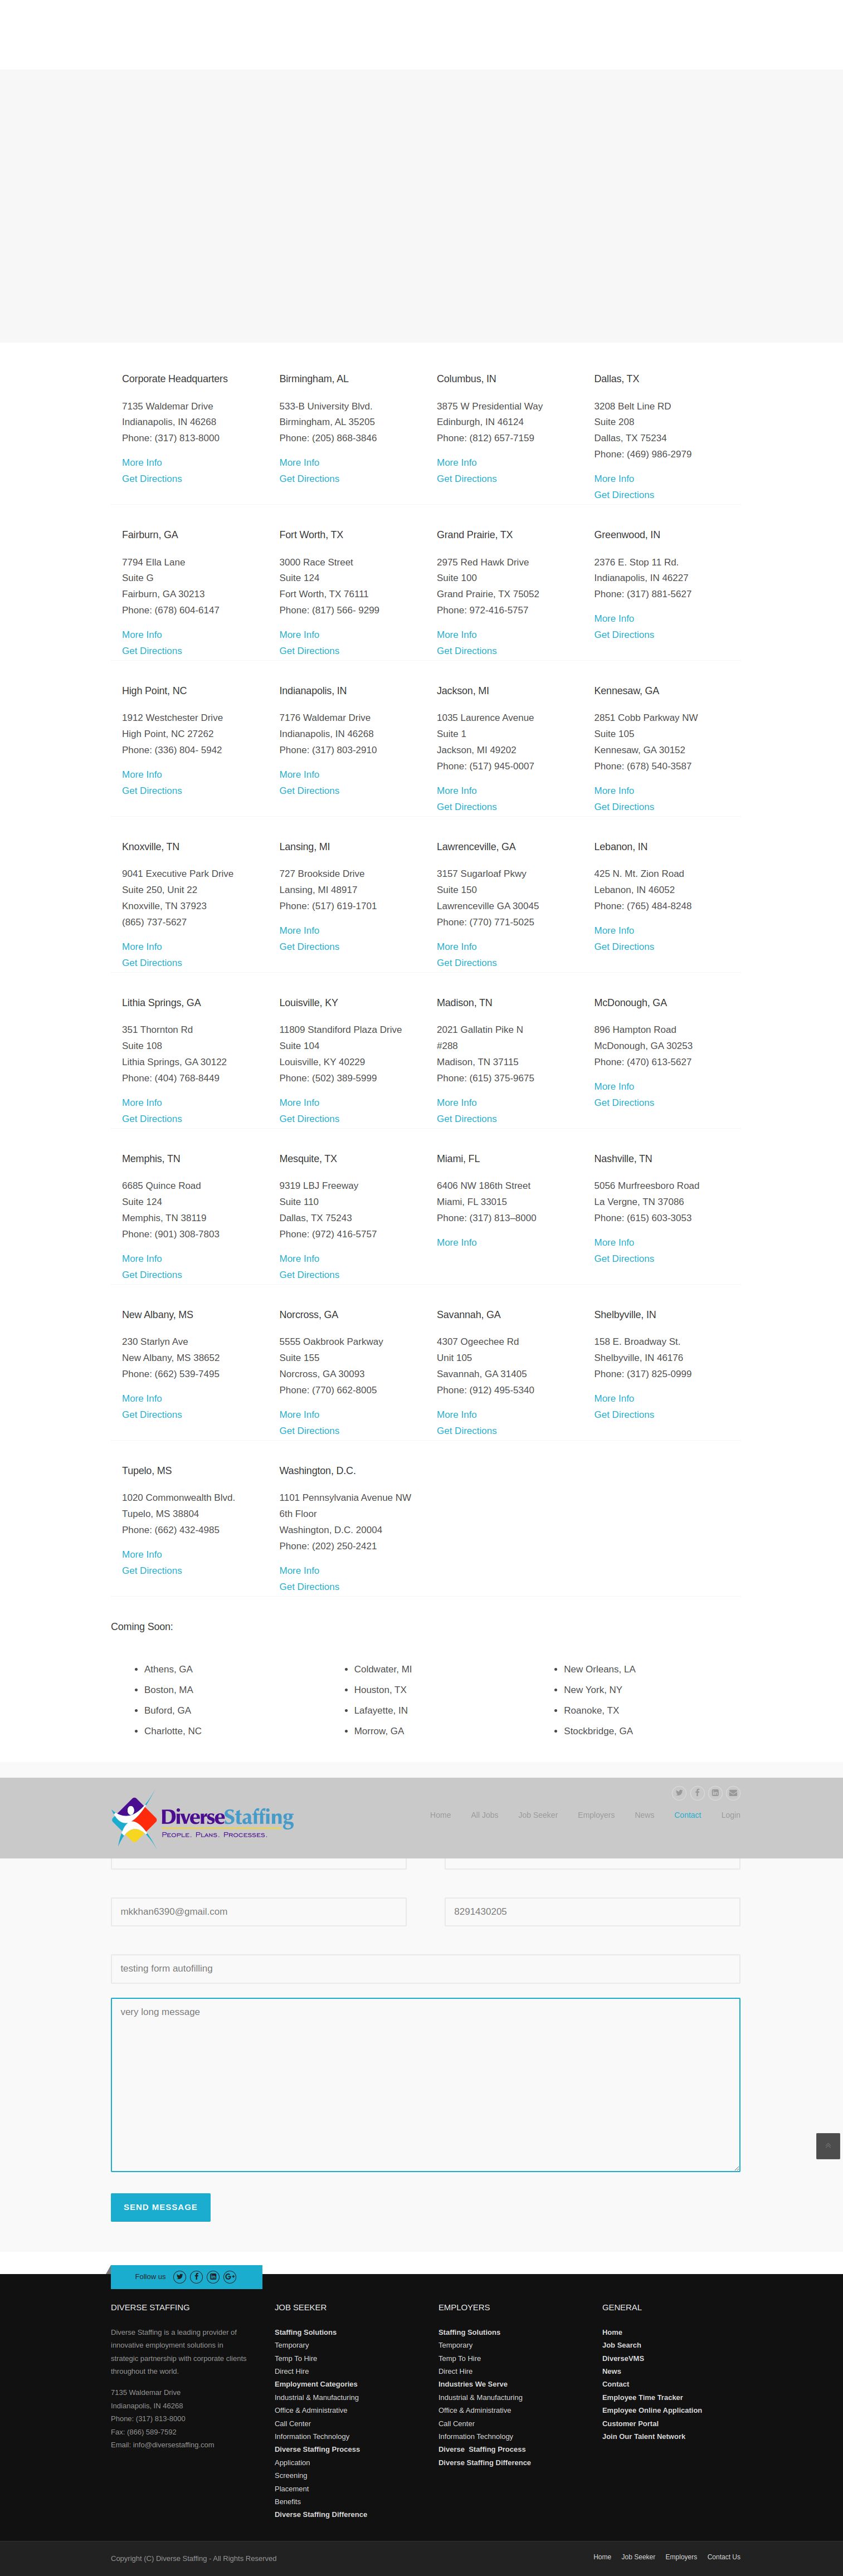 Corporate Headquarters
7135 Waldemar Drive
Indianapolis, IN 46268
Phone: (317) 813-8000
More Info
Get Directions
Birmingham, AL
533-B University Blvd.
Birmingham, AL 35205
Phone: (205) 868-3846
More Info
Get Directions
Columbus, IN
3875 W Presidential Way
Edinburgh, IN 46124
Phone: (812) 657-7159
More Info
Get Directions
Dallas, TX
3208 Belt Line RD
Suite 208
Dallas, TX 75234
Phone: (469) 986-2979
More Info
Get Directions
Fairburn, GA
7794 Ella Lane
Suite G
Fairburn, GA 30213
Phone: (678) 604-6147
More Info
Get Directions
Fort Worth, TX
3000 Race Street
Suite 124
Fort Worth, TX 76111
Phone: (817) 566- 9299
More Info
Get Directions
Grand Prairie, TX
2975 Red Hawk Drive
Suite 100
Grand Prairie, TX 75052
Phone: 972-416-5757
More Info
Get Directions
Greenwood, IN
2376 E. Stop 11 Rd.
Indianapolis, IN 46227
Phone: (317) 881-5627
More Info
Get Directions
High Point, NC
1912 Westchester Drive
High Point, NC 27262
Phone: (336) 804- 5942
More Info
Get Directions
Indianapolis, IN
7176 Waldemar Drive
Indianapolis, IN 46268
Phone: (317) 803-2910
More Info
Get Directions
Jackson, MI
1035 Laurence Avenue
Suite 1
Jackson, MI 49202
Phone: (517) 945-0007
More Info
Get Directions
Kennesaw, GA
2851 Cobb Parkway NW
Suite 105
Kennesaw, GA 30152
Phone: (678) 540-3587
More Info
Get Directions
Knoxville, TN
9041 Executive Park Drive
Suite 250, Unit 22
Knoxville, TN 37923
(865) 737-5627
More Info
Get Directions
Lansing, MI
727 Brookside Drive
Lansing, MI 48917
Phone: (517) 619-1701
More Info
Get Directions
Lawrenceville, GA
3157 Sugarloaf Pkwy
Suite 150
Lawrenceville GA 30045
Phone: (770) 771-5025
More Info
Get Directions
Lebanon, IN
425 N. Mt. Zion Road
Lebanon, IN 46052
Phone: (765) 484-8248
More Info
Get Directions
Lithia Springs, GA
351 Thornton Rd
Suite 108
Lithia Springs, GA 30122
Phone: (404) 768-8449
More Info
Get Directions
Louisville, KY
11809 Standiford Plaza Drive
Suite 104
Louisville, KY 40229
Phone: (502) 389-5999
More Info
Get Directions
Madison, TN
2021 Gallatin Pike N
#288
Madison, TN 37115
Phone: (615) 375-9675
More Info
Get Directions
McDonough, GA
896 Hampton Road
McDonough, GA 30253
Phone: (470) 613-5627
More Info
Get Directions
Memphis, TN
6685 Quince Road
Suite 124
Memphis, TN 38119
Phone: (901) 308-7803
More Info
Get Directions
Mesquite, TX
9319 LBJ Freeway
Suite 110
Dallas, TX 75243
Phone: (972) 416-5757
More Info
Get Directions
Miami, FL
6406 NW 186th Street
Miami, FL 33015
Phone: (317) 813–8000
More Info
Nashville, TN
5056 Murfreesboro Road
La Vergne, TN 37086
Phone: (615) 603-3053
More Info
Get Directions
New Albany, MS
230 Starlyn Ave
New Albany, MS 38652
Phone: (662) 539-7495
More Info
Get Directions
Norcross, GA
5555 Oakbrook Parkway
Suite 155
Norcross, GA 30093
Phone: (770) 662-8005
More Info
Get Directions
Savannah, GA
4307 Ogeechee Rd
Unit 105
Savannah, GA 31405
Phone: (912) 495-5340
More Info
Get Directions
Shelbyville, IN
158 E. Broadway St.
Shelbyville, IN 46176
Phone: (317) 825-0999
More Info
Get Directions
Tupelo, MS
1020 Commonwealth Blvd.
Tupelo, MS 38804
Phone: (662) 432-4985
More Info
Get Directions
Washington, D.C.
1101 Pennsylvania Avenue NW
6th Floor
Washington, D.C. 20004
Phone: (202) 250-2421
More Info
Get Directions
Coming Soon:
• Athens, GA
• Boston, MA
• Buford, GA
• Charlotte, NC
• Coldwater, MI
• Houston, TX
• Lafayette, IN
• Morrow, GA
• New Orleans, LA
• New York, NY
• Roanoke, TX
• Stockbridge, GA
DiverseStaffing
PEOPLE. PLANS. PROCESSES.
Home All Jobs Job Seeker Employers News Contact Login
mkkhan6390@gmail.com
8291430205
testing form autofilling
very long message
SEND MESSAGE
Follow us
DIVERSE STAFFING
Diverse Staffing is a leading provider of
innovative employment solutions in
strategic partnership with corporate clients
throughout the world.
7135 Waldemar Drive
Indianapolis, IN 46268
Phone: (317) 813-8000
Fax: (866) 589-7592
Email: info@diversestaffing.com
JOB SEEKER
Staffing Solutions
Temporary
Temp To Hire
Direct Hire
Employment Categories
Industrial & Manufacturing
Office & Administrative
Call Center
Information Technology
Diverse Staffing Process
Application
Screening
Placement
Benefits
Diverse Staffing Difference
EMPLOYERS
Staffing Solutions
Temporary
Temp To Hire
Direct Hire
Industries We Serve
Industrial & Manufacturing
Office & Administrative
Call Center
Information Technology
Diverse Staffing Process
Diverse Staffing Difference
GENERAL
Home
Job Search
DiverseVMS
News
Contact
Employee Time Tracker
Employee Online Application
Customer Portal
Join Our Talent Network
Copyright (C) Diverse Staffing - All Rights Reserved
Home Job Seeker Employers Contact Us